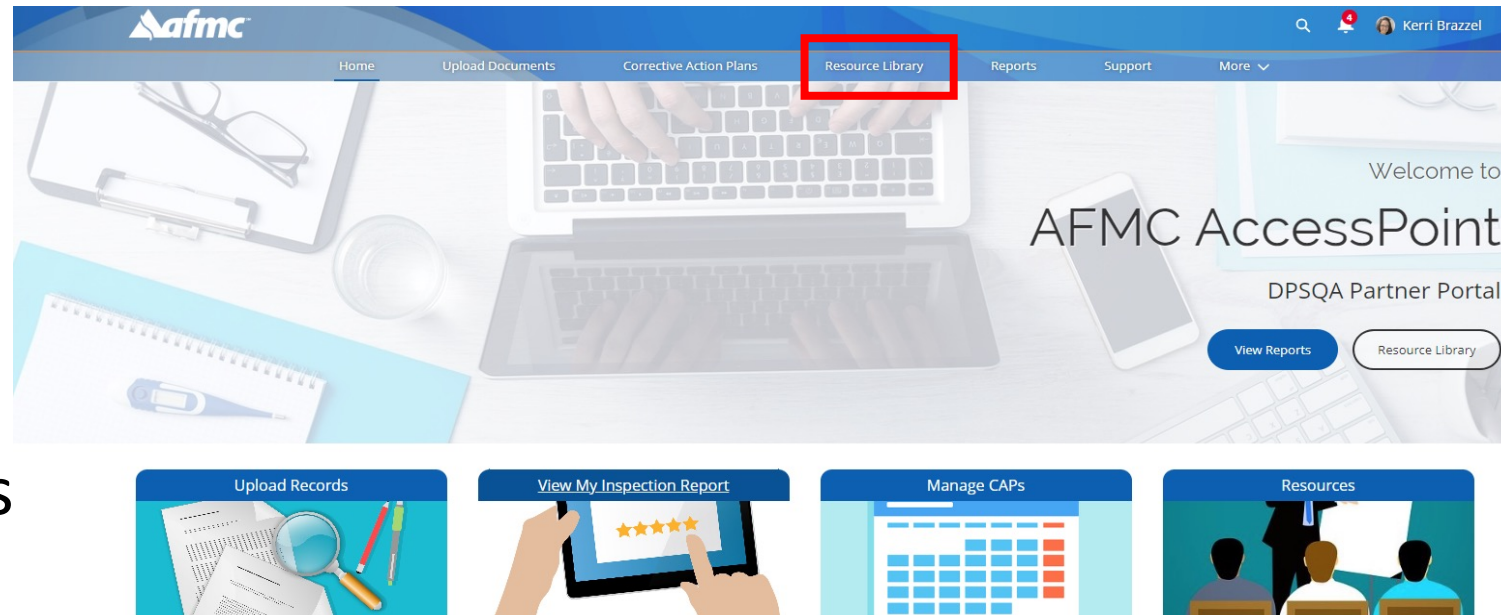 afmc
4
Kerri Brazzel
Home Upload Documents Corrective Action Plans Resource Library Reports Support More
Welcome to
AFMC AccessPoint
DPSQA Partner Portal
View Reports Resource Library
s
Upload Records View My Inspection Report Manage CAPs Resources